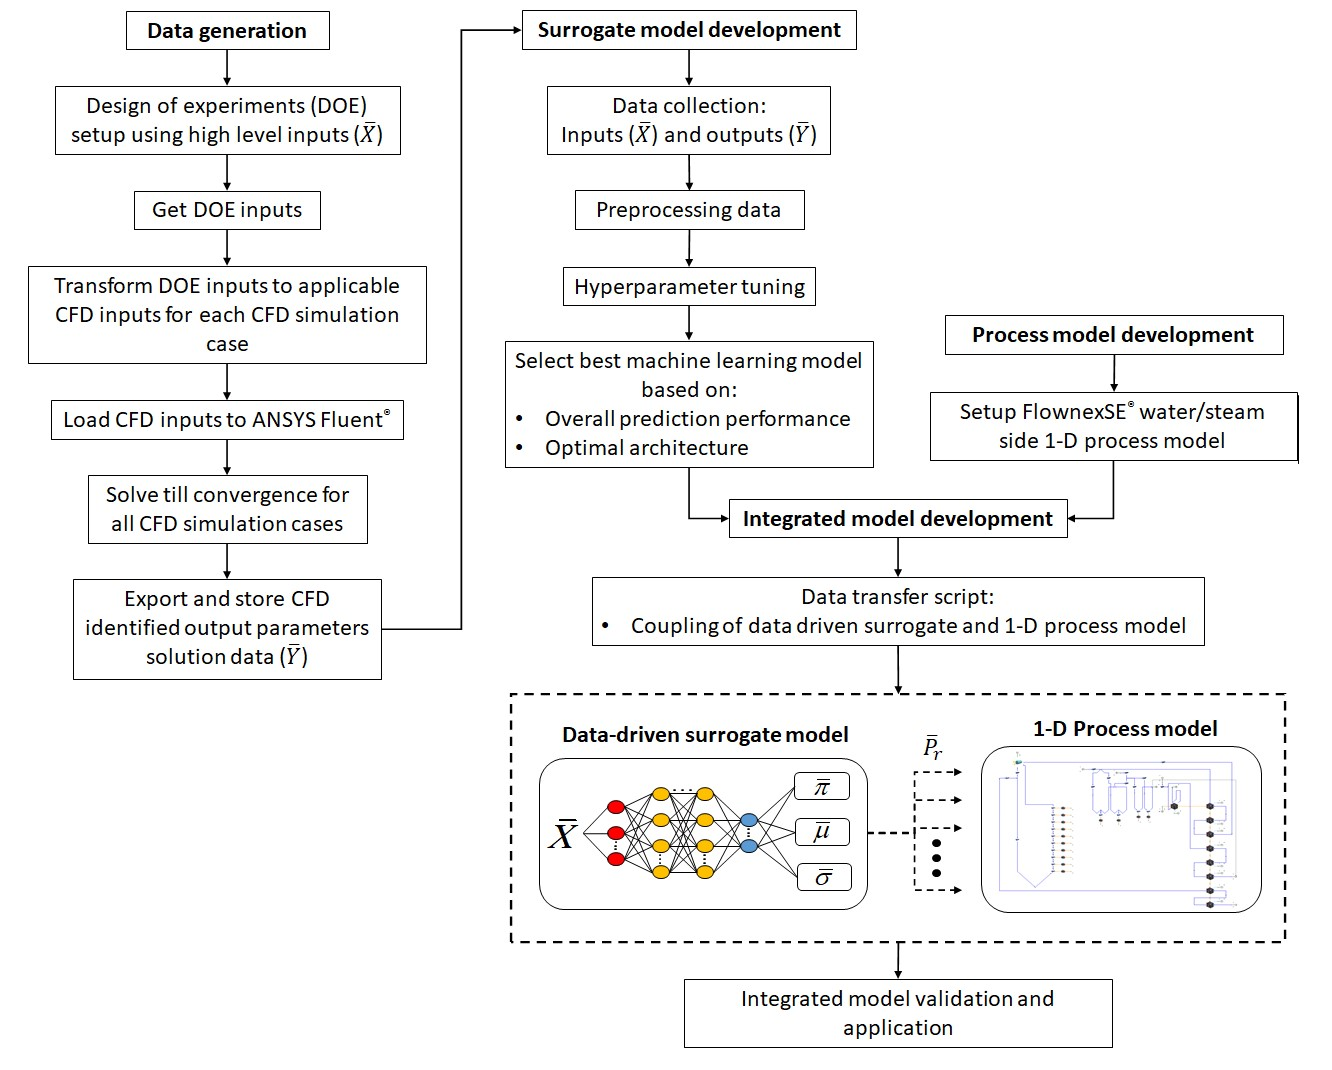 Data generation
Design of experiments (DOE)
setup using high level inputs (X̅)
Get DOE inputs
Transform DOE inputs to applicable
CFD inputs for each CFD simulation
case
Load CFD inputs to ANSYS Fluent®
Solve till convergence for
all CFD simulation cases
Export and store CFD
identified output parameters
solution data (Y̅)
Surrogate model development
Data collection:
Inputs (X̅) and outputs (Y̅)
Preprocessing data
Hyperparameter tuning
Select best machine learning model
based on:
• Overall prediction performance
• Optimal architecture
Process model development
Setup FlownexSE® water/steam
side 1-D process model
Integrated model development
Data transfer script:
• Coupling of data driven surrogate and 1-D process model
Data-driven surrogate model
X̅
π̅
μ̅
σ̅
P̅r
1-D Process model
Integrated model validation and
application